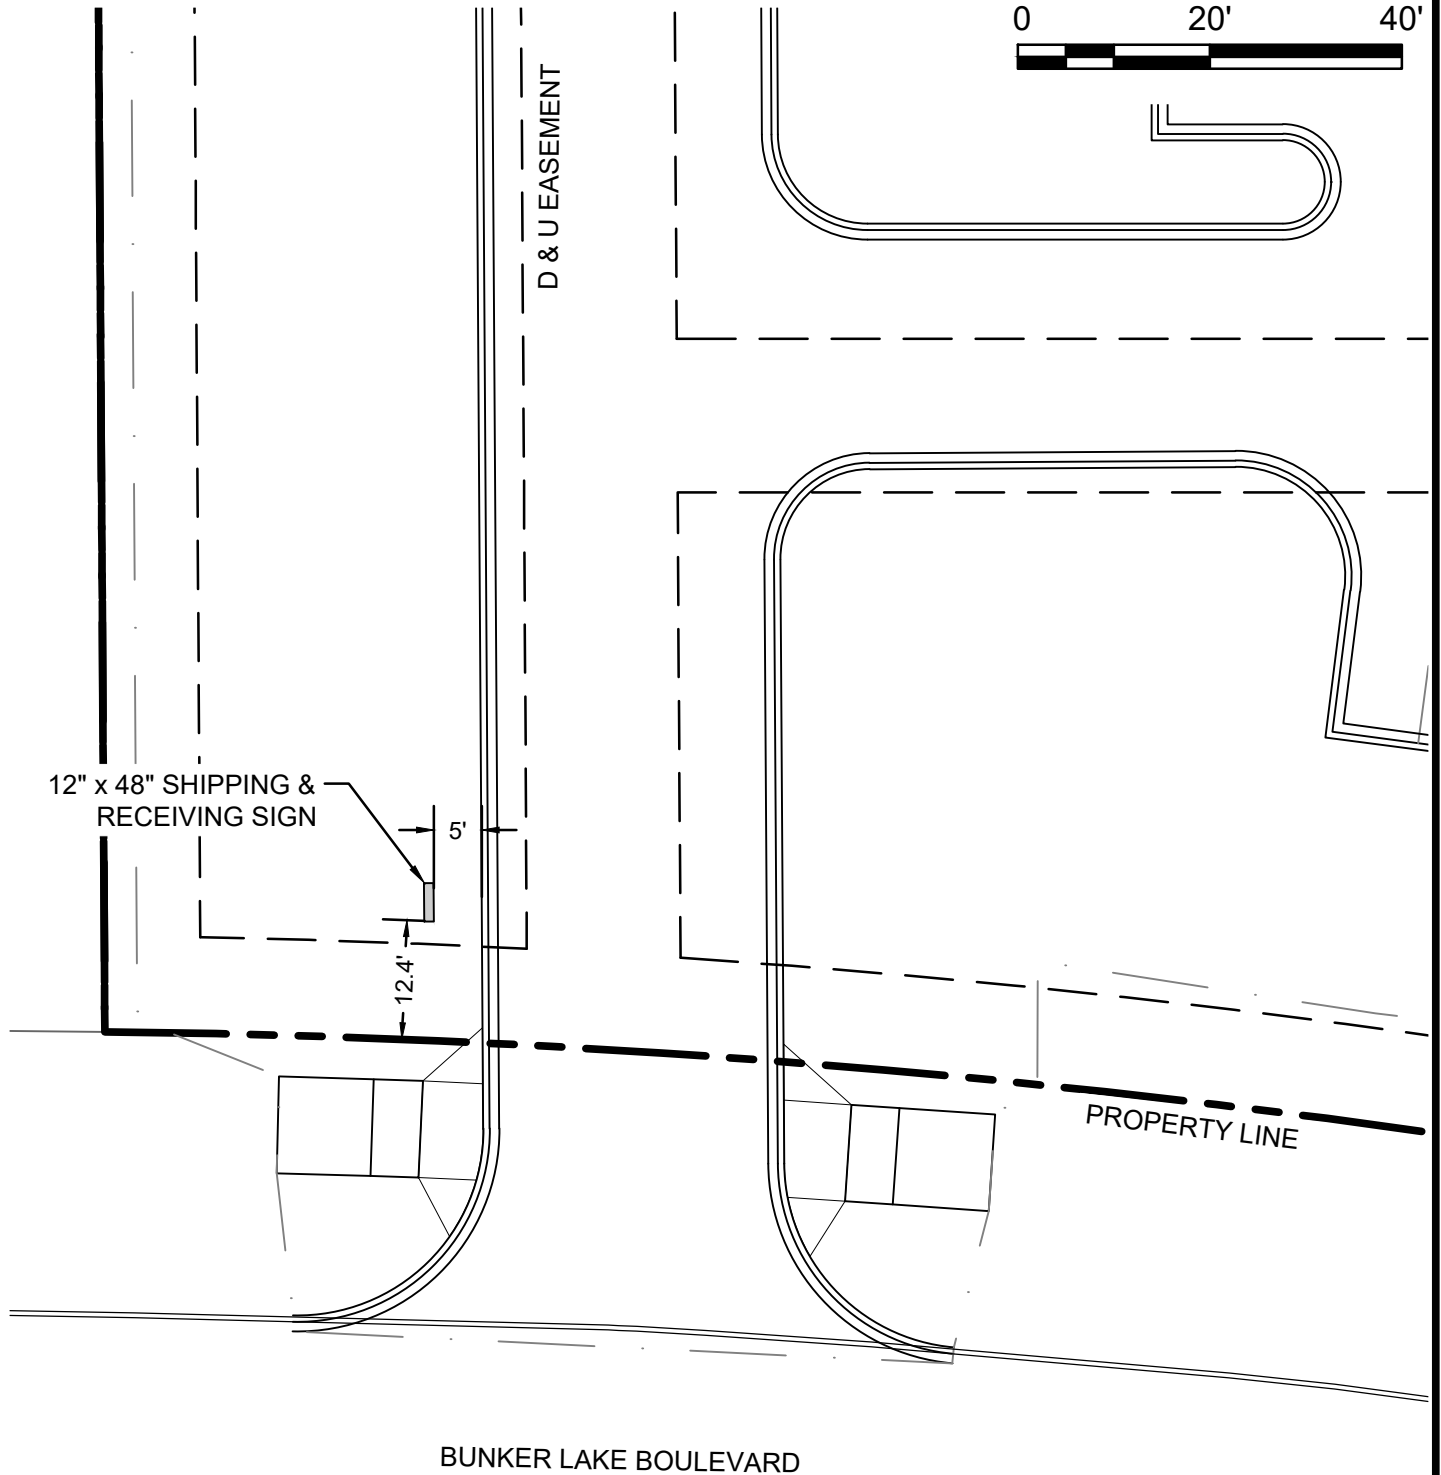 0 20' 40'
D & U EASEMENT
12" x 48" SHIPPING &
RECEIVING SIGN
5'
12.4'
PROPERTY LINE
BUNKER LAKE BOULEVARD